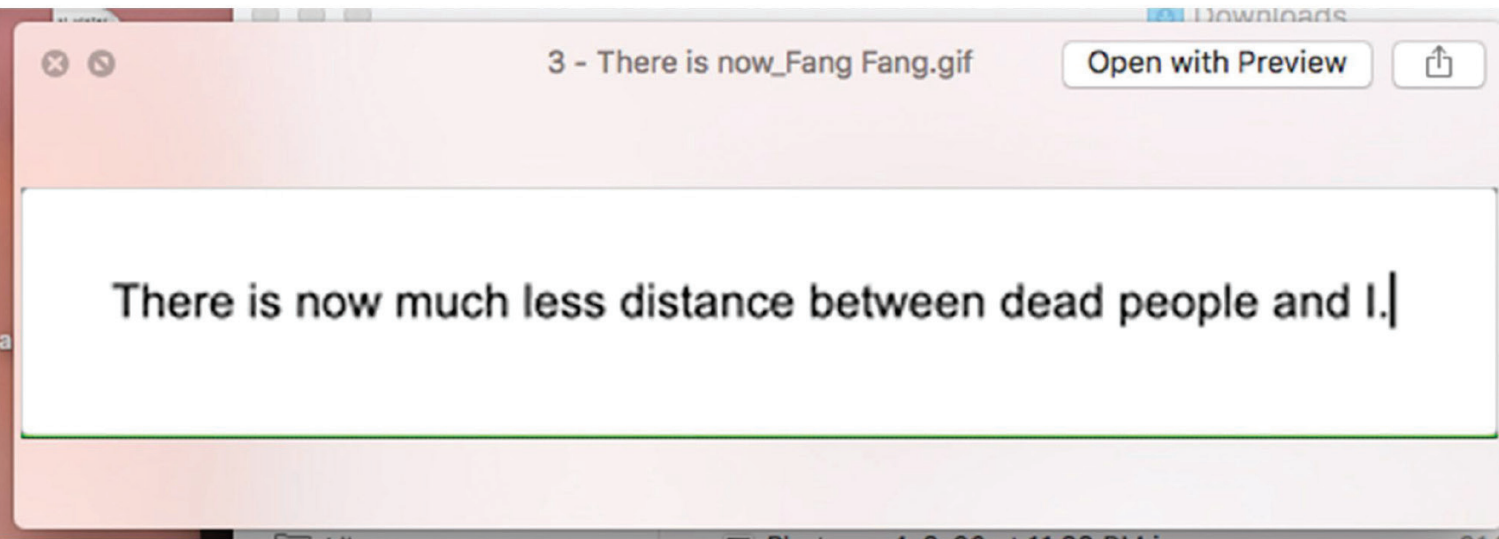 Downloads
3 - There is now_Fang Fang.gif
Open with Preview
There is now much less distance between dead people and I.